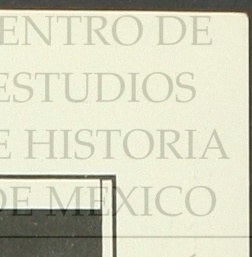 ENTRO DE
ESTUDIOS
E HISTORIA
DE MEXICO